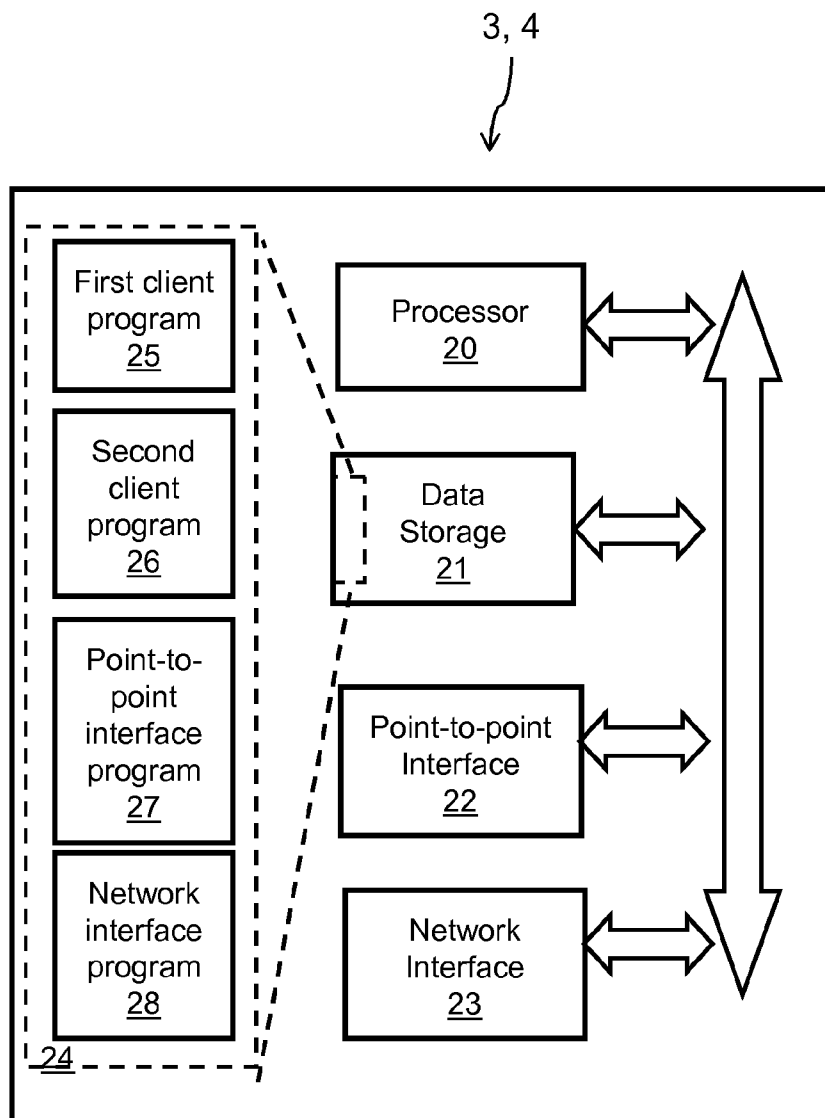 3, 4
First client
program
25
Second
client
program
26
Point-to-
point
interface
program
27
Network
interface
program
28
24
Processor
20
Data
Storage
21
Point-to-point
Interface
22
Network
Interface
23